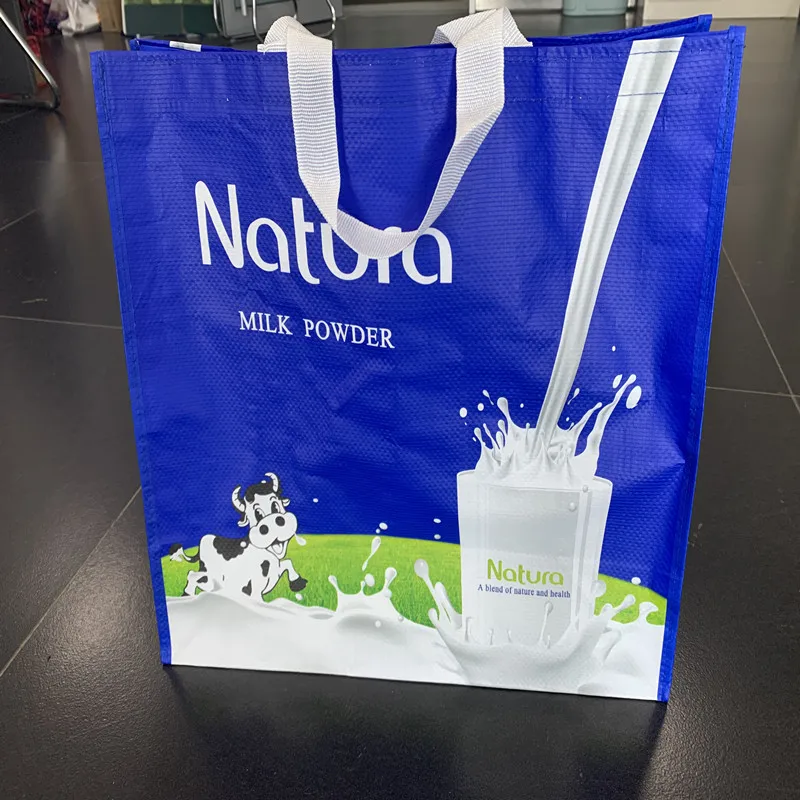 Natura
MILK POWDER
Natura
A blend of nature and health